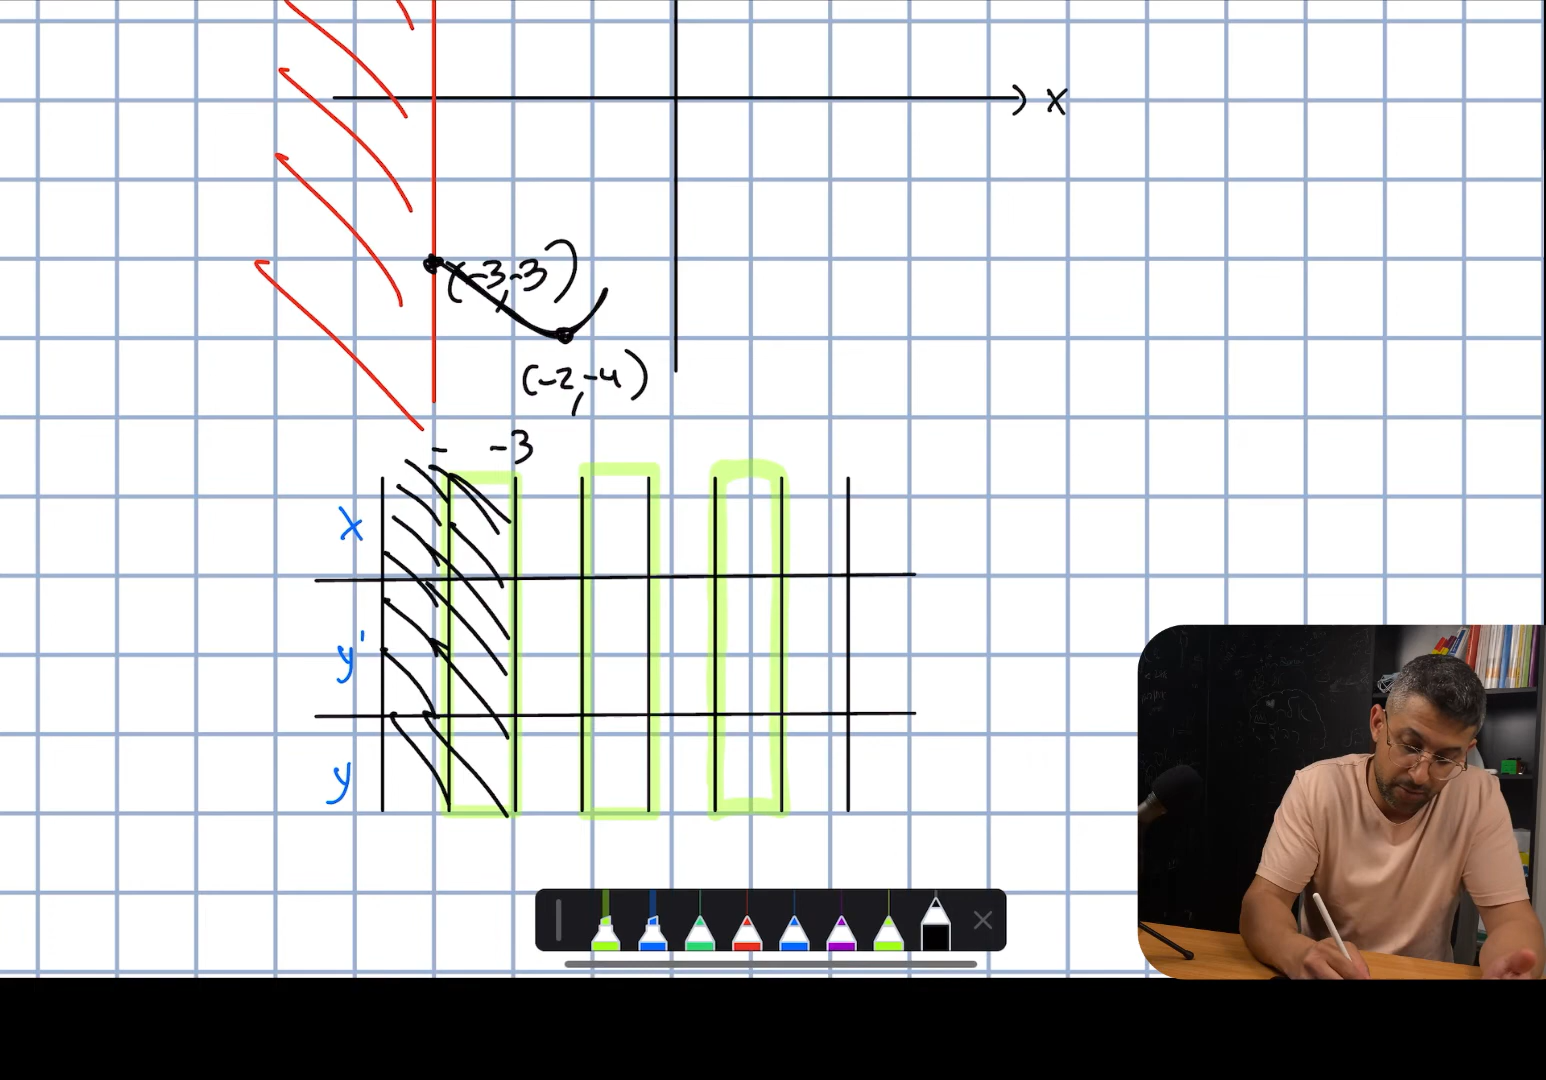 x
(-3,-3)
(-2,-4)
- -3
x
y'
y